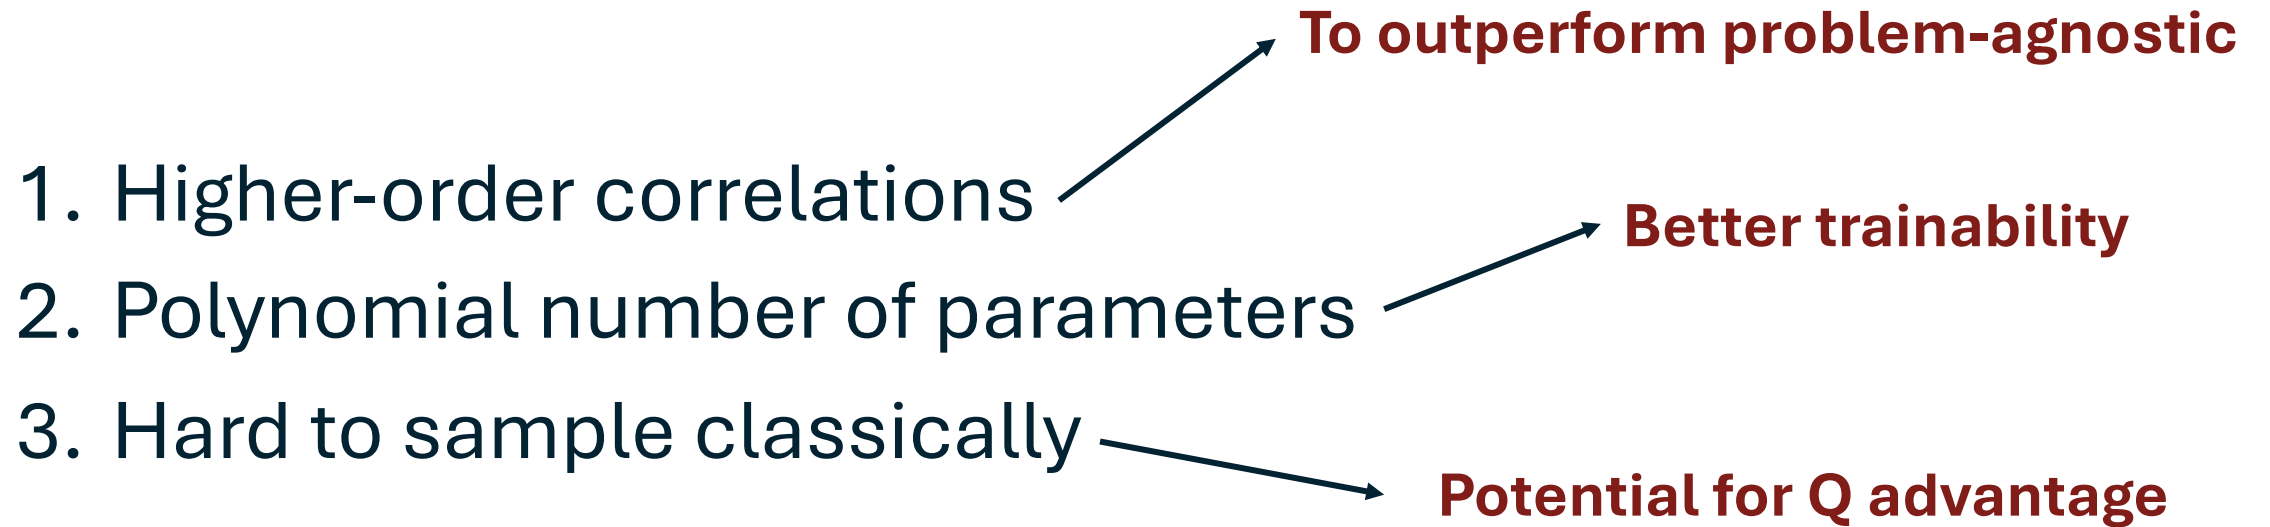 To outperform problem-agnostic
1. Higher-order correlations
Better trainability
2. Polynomial number of parameters
3. Hard to sample classically
Potential for Q advantage